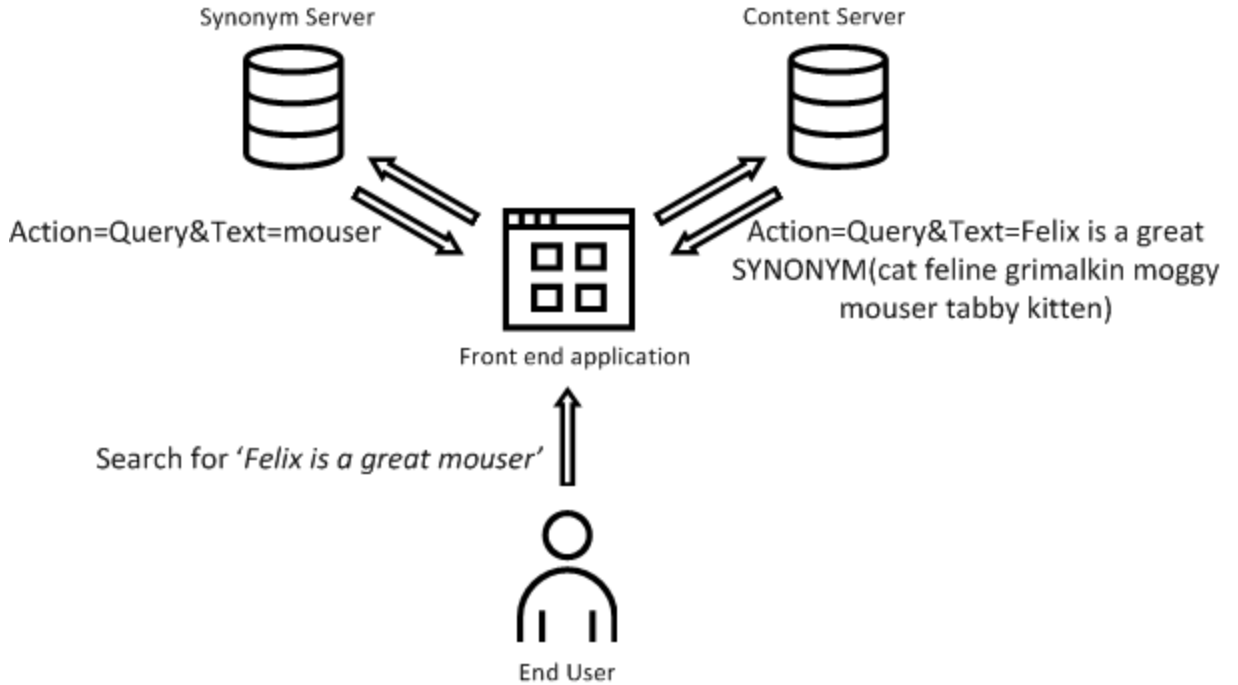 Synonym Server
Content Server
Action=Query&Text=mouser
Action=Query&Text=Felix is a great
SYNONYM(cat feline grimalkin moggy
mouser tabby kitten)
Front end application
Search for ‘Felix is a great mouser’
End User